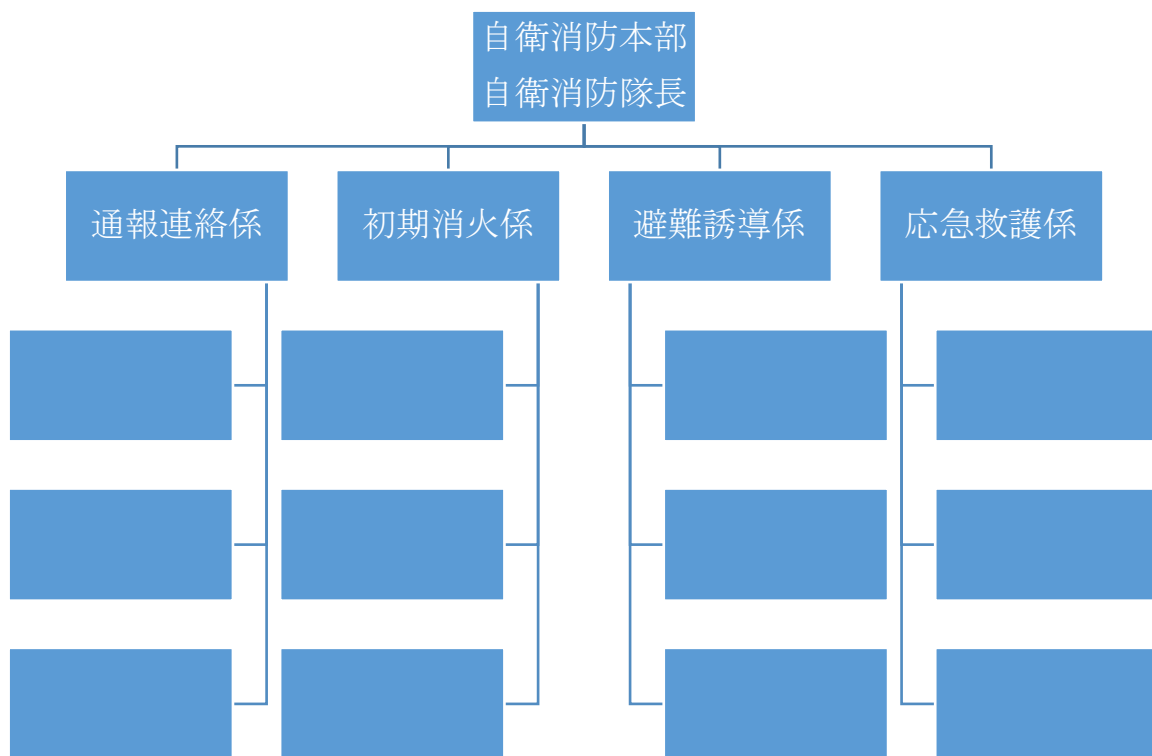 自衛消防本部
自衛消防隊長
通報連絡係
初期消火係
避難誘導係
応急救護係